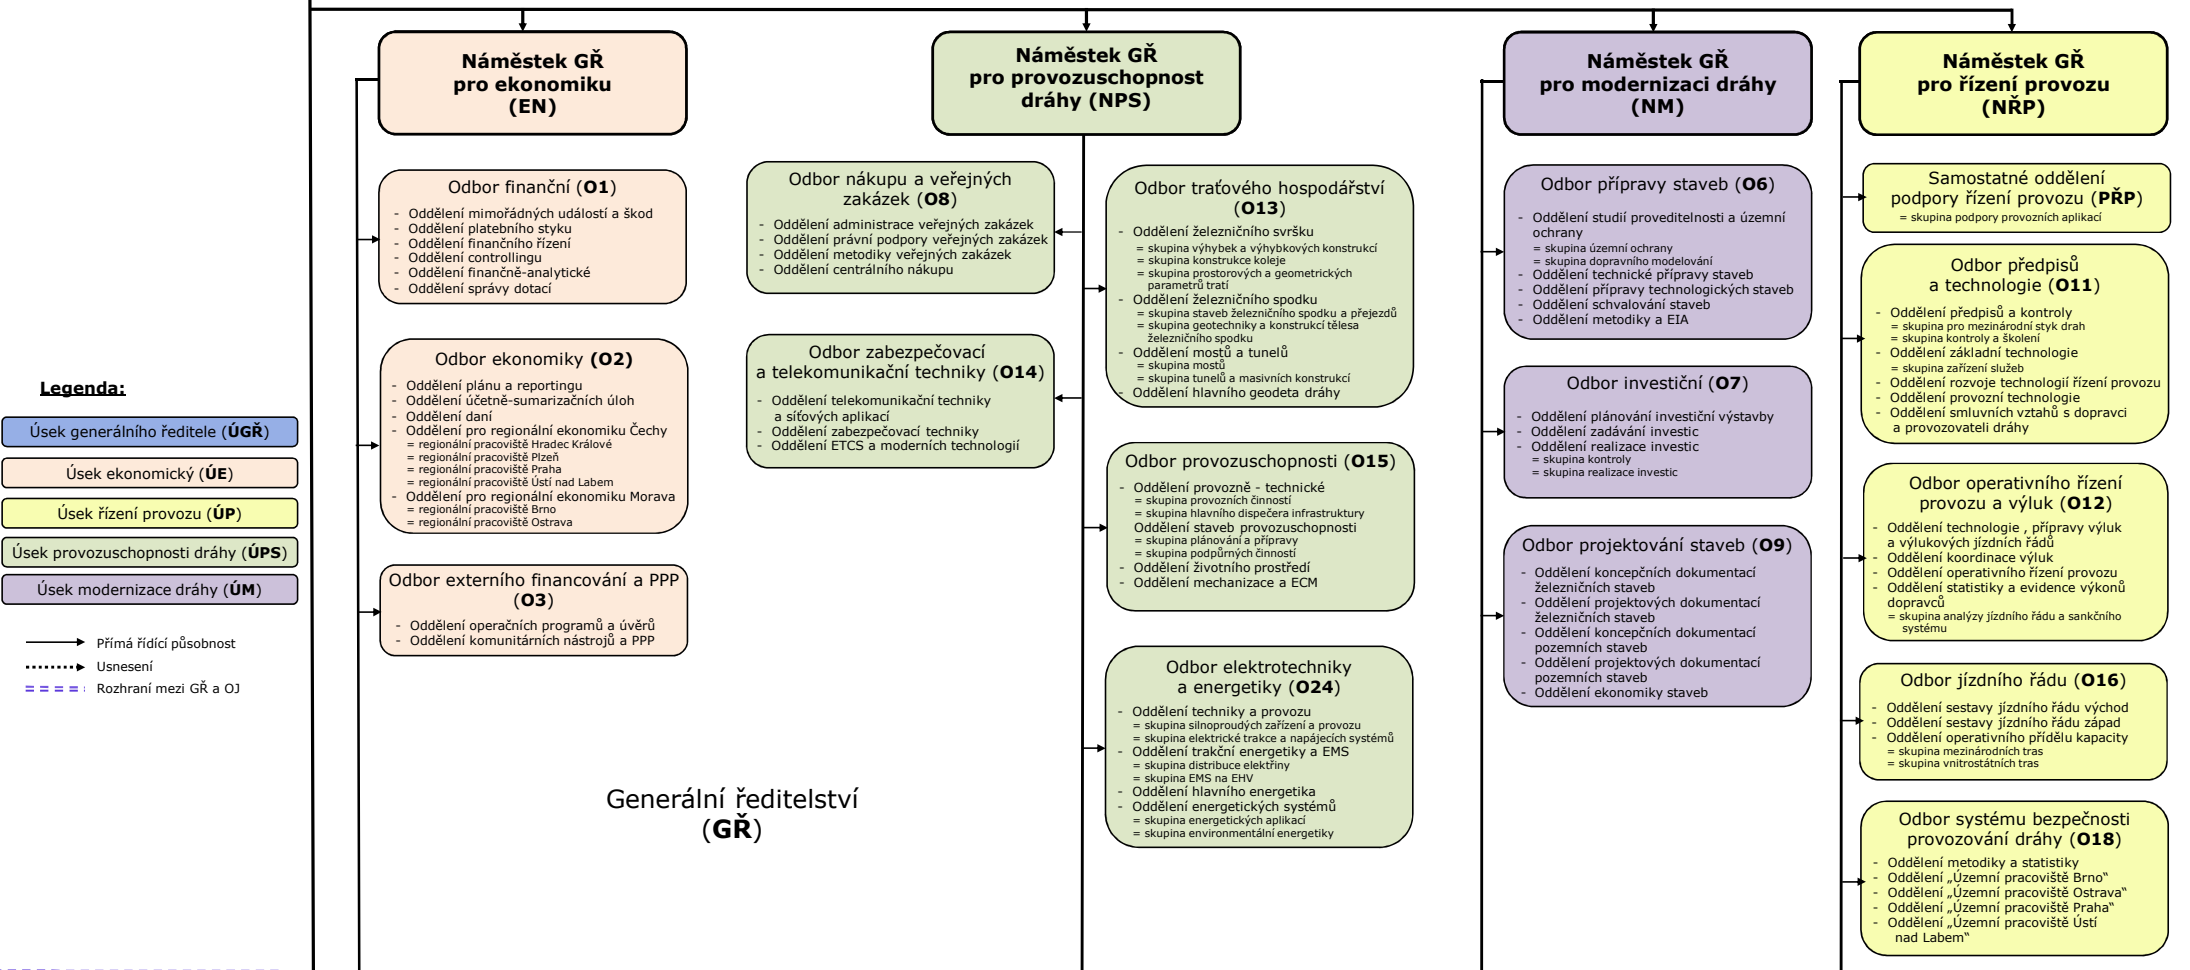 Náměstek GŘ
pro ekonomiku
(EN)
Náměstek GŘ
pro provozuschopnost
dráhy (NPS)
Náměstek GŘ
pro modernizaci dráhy
(NM)
Náměstek GŘ
pro řízení provozu
(NŘP)
Odbor finanční (O1)
- Oddělení mimořádných událostí a škod
- Oddělení platebního styku
- Oddělení finančního řízení
- Oddělení controllingu
- Oddělení finančně-analytické
- Oddělení správy dotací
Odbor ekonomiky (O2)
- Oddělení plánu a reportingu
- Oddělení účetně-sumarizačních úloh
- Oddělení daní
- Oddělení pro regionální ekonomiku Čechy
= regionální pracoviště Hradec Králové
= regionální pracoviště Plzeň
= regionální pracoviště Praha
= regionální pracoviště Ústí nad Labem
- Oddělení pro regionální ekonomiku Morava
= regionální pracoviště Brno
= regionální pracoviště Ostrava
Odbor externího financování a PPP
(O3)
- Oddělení operačních programů a úvěrů
- Oddělení komunitárních nástrojů a PPP
Odbor nákupu a veřejných
zakázek (O8)
- Oddělení administrace veřejných zakázek
- Oddělení právní podpory veřejných zakázek
- Oddělení metodiky veřejných zakázek
- Oddělení centrálního nákupu
Odbor zabezpečovací
a telekomunikační techniky (O14)
- Oddělení telekomunikační techniky
a síťových aplikací
- Oddělení zabezpečovací techniky
- Oddělení ETCS a moderních technologií
Odbor traťového hospodářství
(O13)
- Oddělení železničního svršku
= skupina výhybek a výhybkových konstrukcí
= skupina konstrukce koleje
= skupina prostorových a geometrických
parametrů tratí
- Oddělení železničního spodku
= skupina staveb železničního spodku a přejezdů
= skupina geotechniky a konstrukcí tělesa
železničního spodku
- Oddělení mostů a tunelů
= skupina mostů
= skupina tunelů a masivních konstrukcí
- Oddělení hlavního geodeta dráhy
Odbor provozuschopnosti (O15)
- Oddělení provozně - technické
= skupina provozních činností
= skupina hlavního dispečera infrastruktury
Oddělení staveb provozuschopnosti
= skupina plánování a přípravy
= skupina podpůrných činností
- Oddělení životního prostředí
- Oddělení mechanizace a ECM
Odbor elektrotechniky
a energetiky (O24)
- Oddělení techniky a provozu
= skupina silnoproudých zařízení a provozu
= skupina elektrické trakce a napájecích systémů
- Oddělení trakční energetiky a EMS
= skupina distribuce elektřiny
= skupina EMS na EHV
- Oddělení hlavního energetika
- Oddělení energetických systémů
= skupina energetických aplikací
= skupina environmentální energetiky
Odbor přípravy staveb (O6)
- Oddělení studií proveditelnosti a územní
ochrany
= skupina územní ochrany
= skupina dopravního modelování
- Oddělení technické přípravy staveb
- Oddělení přípravy technologických staveb
- Oddělení schvalování staveb
- Oddělení metodiky a EIA
Odbor investiční (O7)
- Oddělení plánování investiční výstavby
- Oddělení zadávání investic
- Oddělení realizace investic
= skupina kontroly
= skupina realizace investic
Odbor projektování staveb (O9)
- Oddělení koncepčních dokumentací
železničních staveb
- Oddělení projektových dokumentací
železničních staveb
- Oddělení koncepčních dokumentací
pozemních staveb
- Oddělení projektových dokumentací
pozemních staveb
- Oddělení ekonomiky staveb
Samostatné oddělení
podpory řízení provozu (PŘP)
= skupina podpory provozních aplikací
Odbor předpisů
a technologie (O11)
- Oddělení předpisů a kontroly
= skupina pro mezinárodní styk drah
= skupina kontroly a školení
- Oddělení základní technologie
= skupina zařízení služeb
- Oddělení rozvoje technologií řízení provozu
- Oddělení provozní technologie
- Oddělení smluvních vztahů s dopravci
a provozovateli dráhy
Odbor operativního řízení
provozu a výluk (O12)
- Oddělení technologie , přípravy výluk
a výlukových jízdních řádů
- Oddělení koordinace výluk
- Oddělení operativního řízení provozu
- Oddělení statistiky a evidence výkonů
dopravců
= skupina analýzy jízdního řádu a sankčního
systému
Odbor jízdního řádu (O16)
- Oddělení sestavy jízdního řádu východ
- Oddělení sestavy jízdního řádu západ
- Oddělení operativního přídělu kapacity
= skupina mezinárodních tras
= skupina vnitrostátních tras
Odbor systému bezpečnosti
provozování dráhy (O18)
- Oddělení metodiky a statistiky
- Oddělení „Územní pracoviště Brno“
- Oddělení „Územní pracoviště Ostrava“
- Oddělení „Územní pracoviště Praha“
- Oddělení „Územní pracoviště Ústí
nad Labem“
Legenda:
Úsek generálního ředitele (ÚGŘ)
Úsek ekonomický (ÚE)
Úsek řízení provozu (ÚP)
Úsek provozuschopnosti dráhy (ÚPS)
Úsek modernizace dráhy (ÚM)
Přímá řídící působnost
Usnesení
Rozhraní mezi GŘ a OJ
Generální ředitelství
(GŘ)